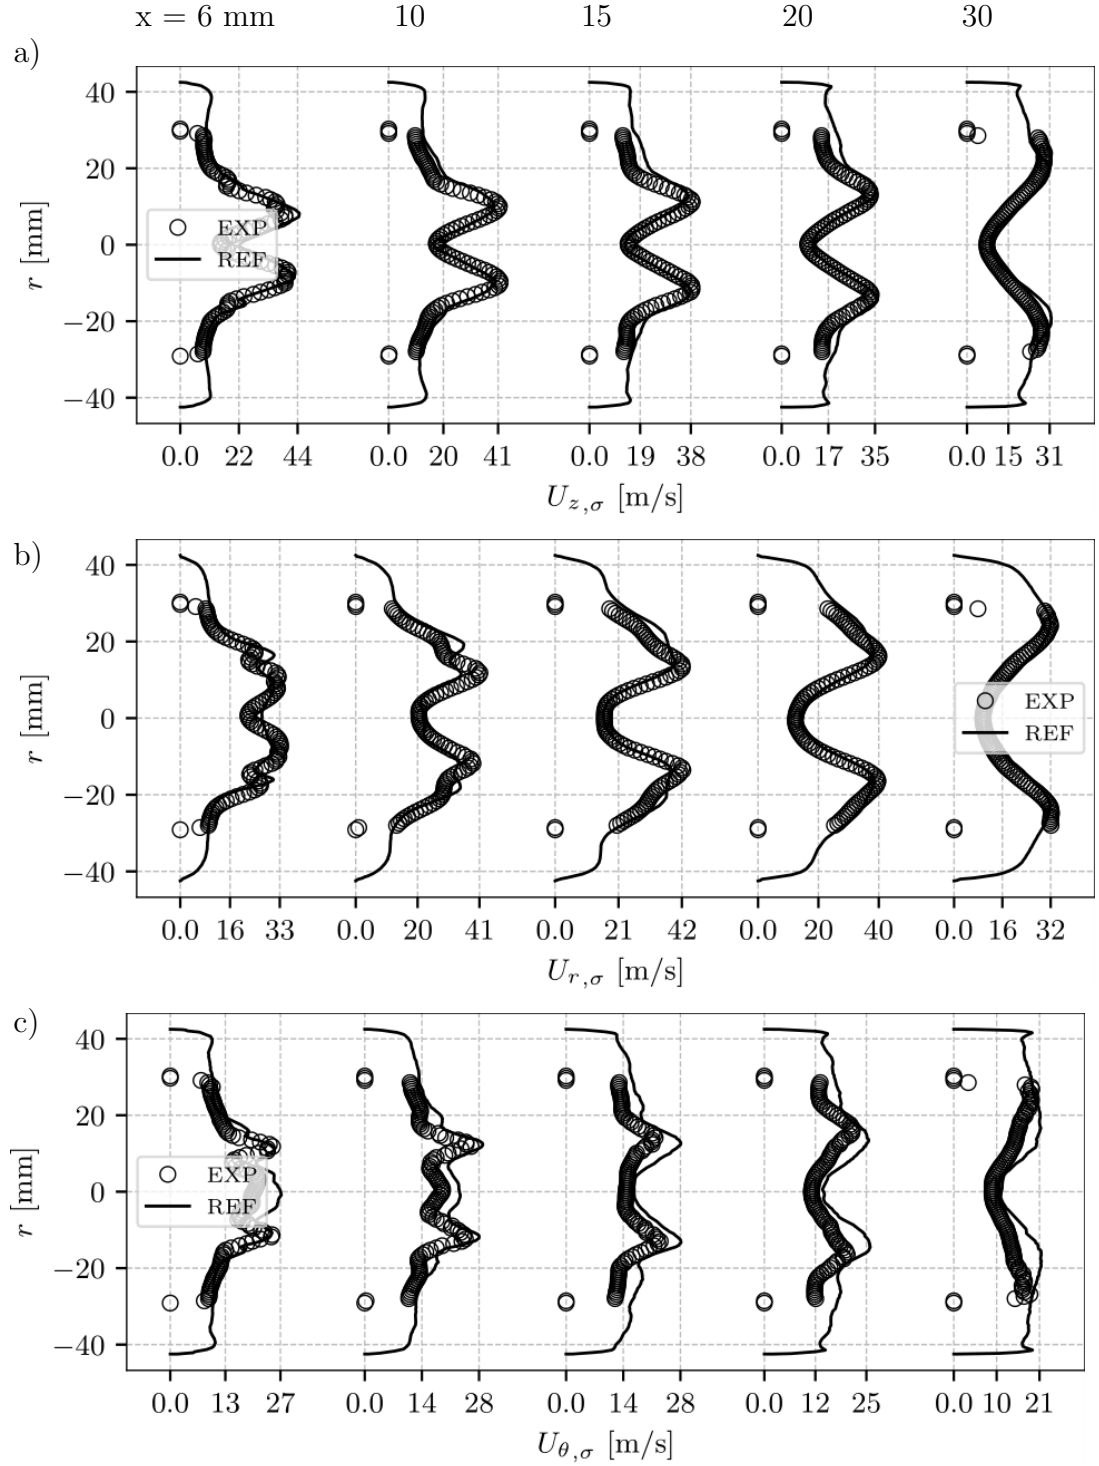 x = 6 mm 10 15 20 30
a)
40
20
0
−20
−40
r [mm]
EXP
REF
0.0 22 44 0.0 20 41 0.0 19 38 0.0 17 35 0.0 15 31
U_{z,σ} [m/s]
b)
40
20
0
−20
−40
r [mm]
EXP
REF
0.0 16 33 0.0 20 41 0.0 21 42 0.0 20 40 0.0 16 32
U_{r,σ} [m/s]
c)
40
20
0
−20
−40
r [mm]
EXP
REF
0.0 13 27 0.0 14 28 0.0 14 28 0.0 12 25 0.0 10 21
U_{θ,σ} [m/s]